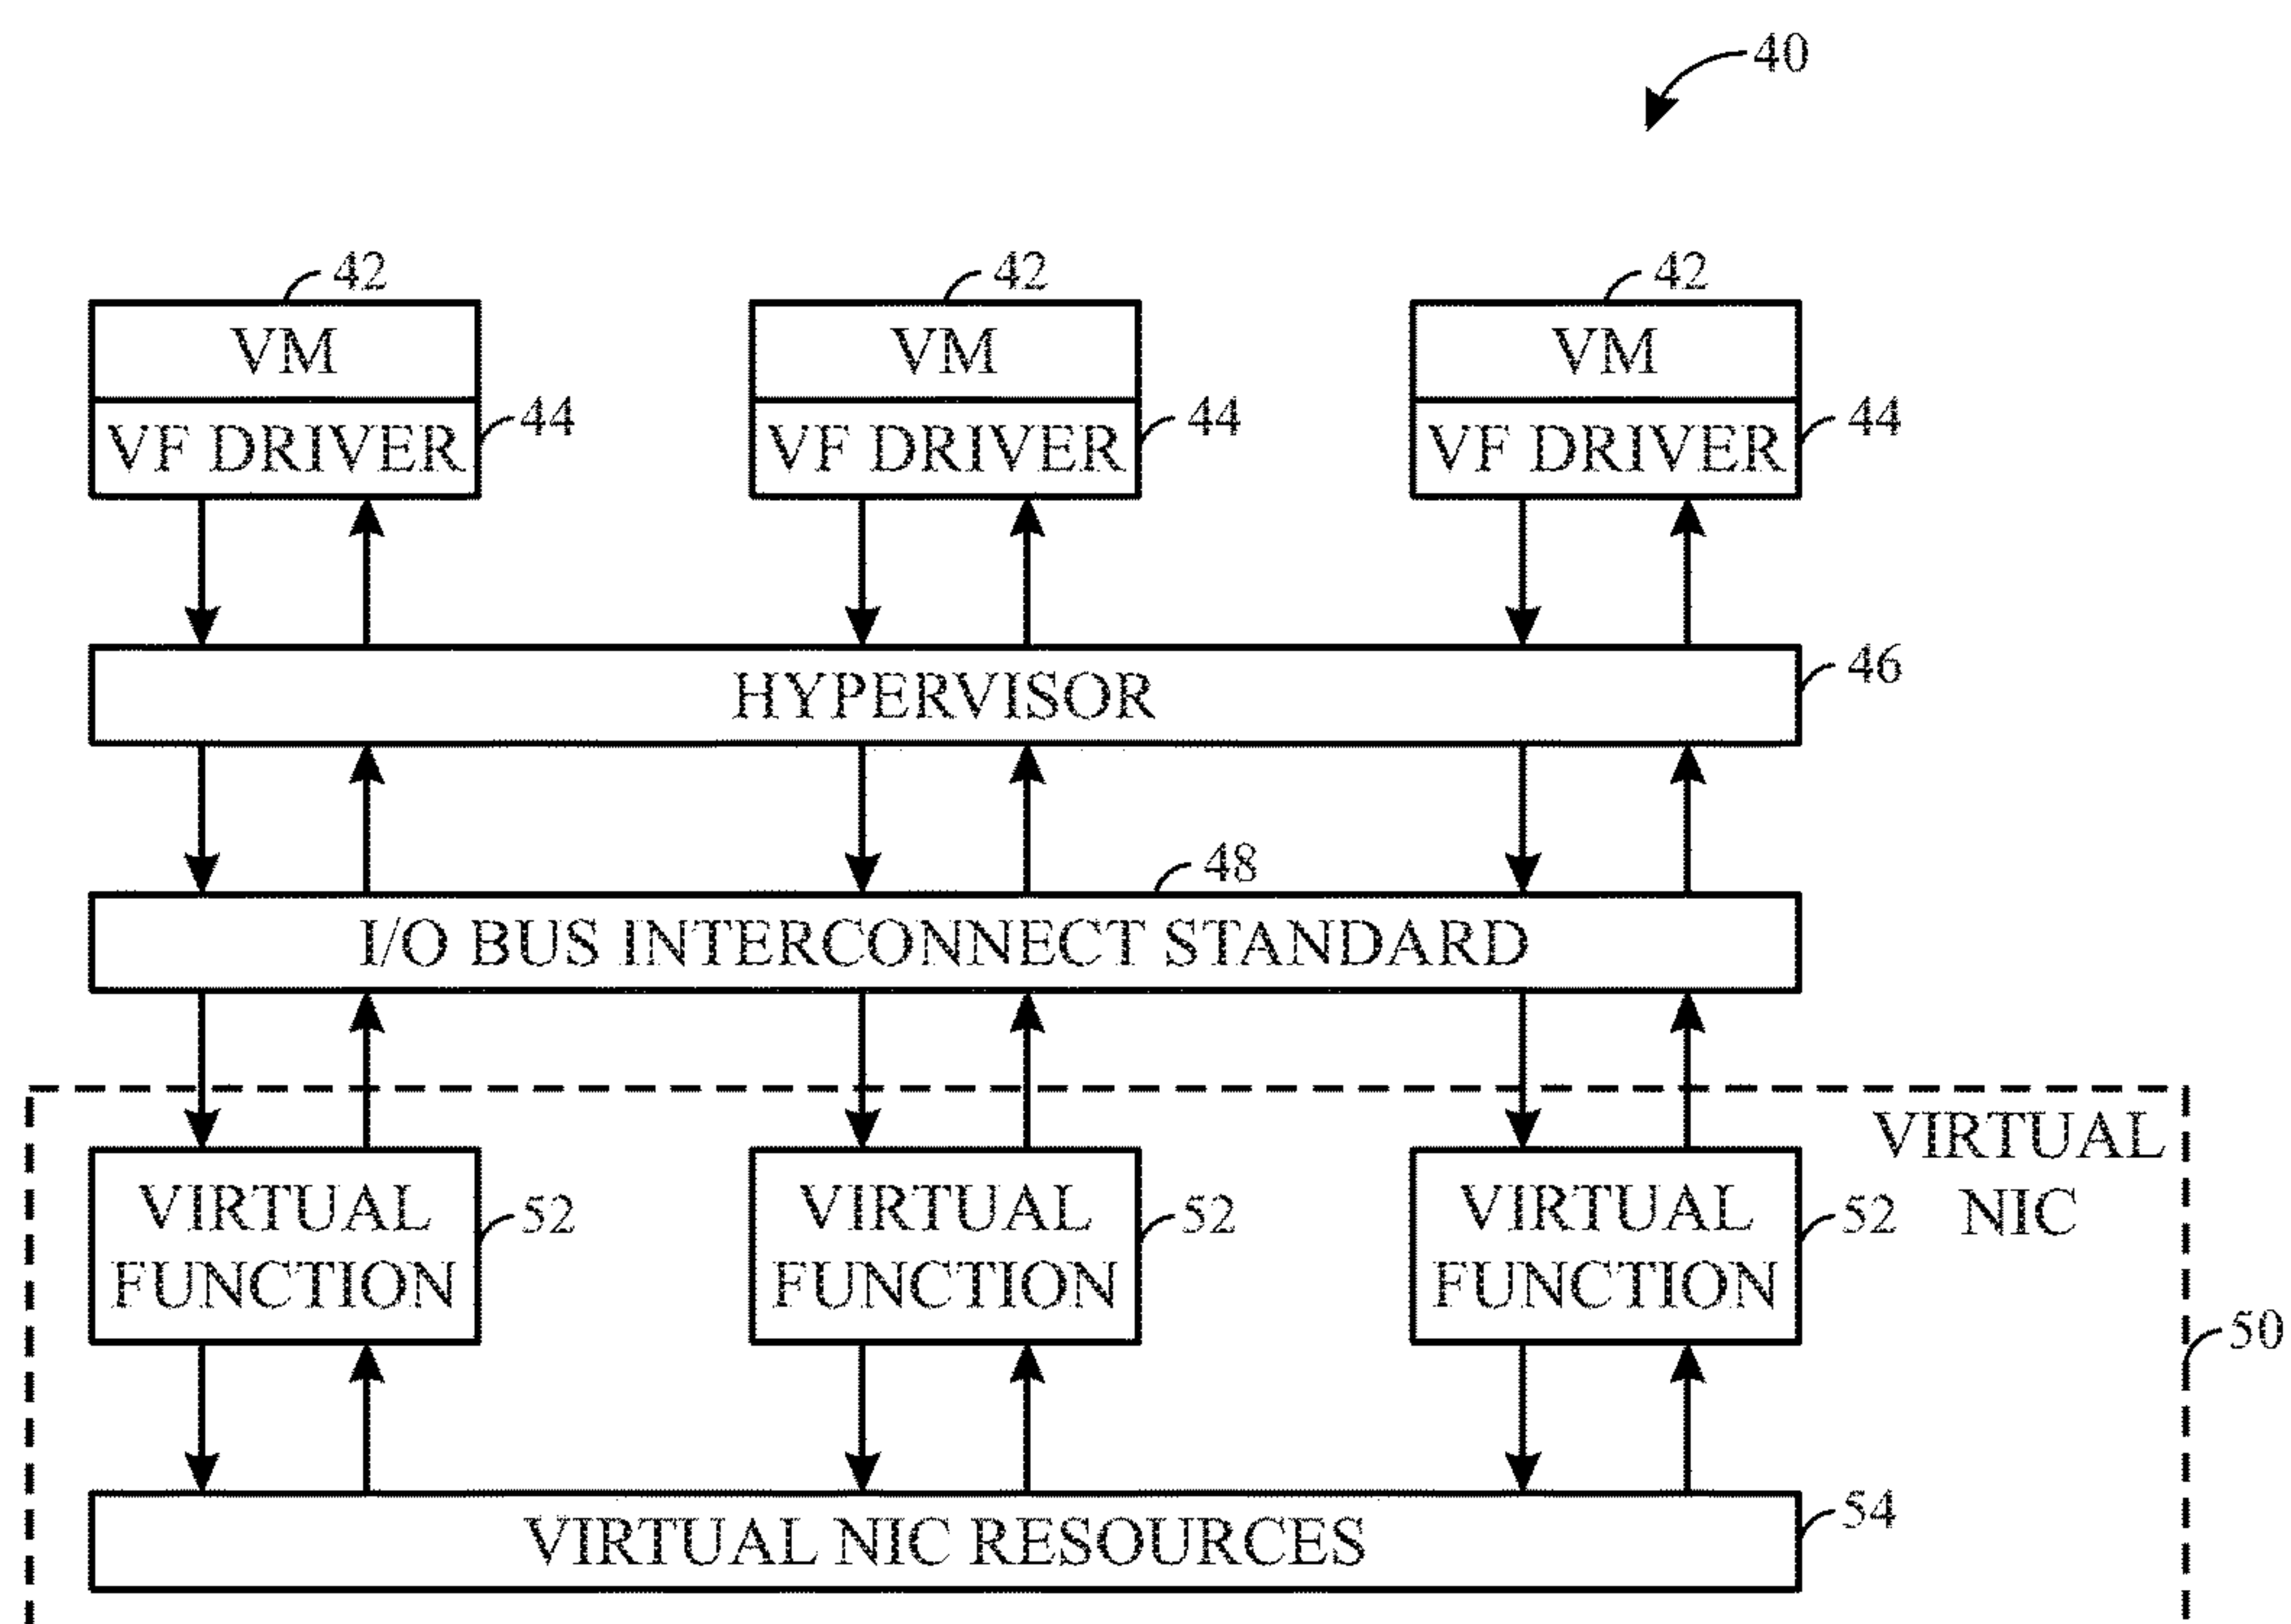 40
42 42 42
VM VM VM
VF DRIVER 44 VF DRIVER 44 VF DRIVER 44
HYPERVISOR 46
48
I/O BUS INTERCONNECT STANDARD
VIRTUAL
NIC
VIRTUAL FUNCTION 52 VIRTUAL FUNCTION 52 VIRTUAL FUNCTION 52
50
VIRTUAL NIC RESOURCES 54